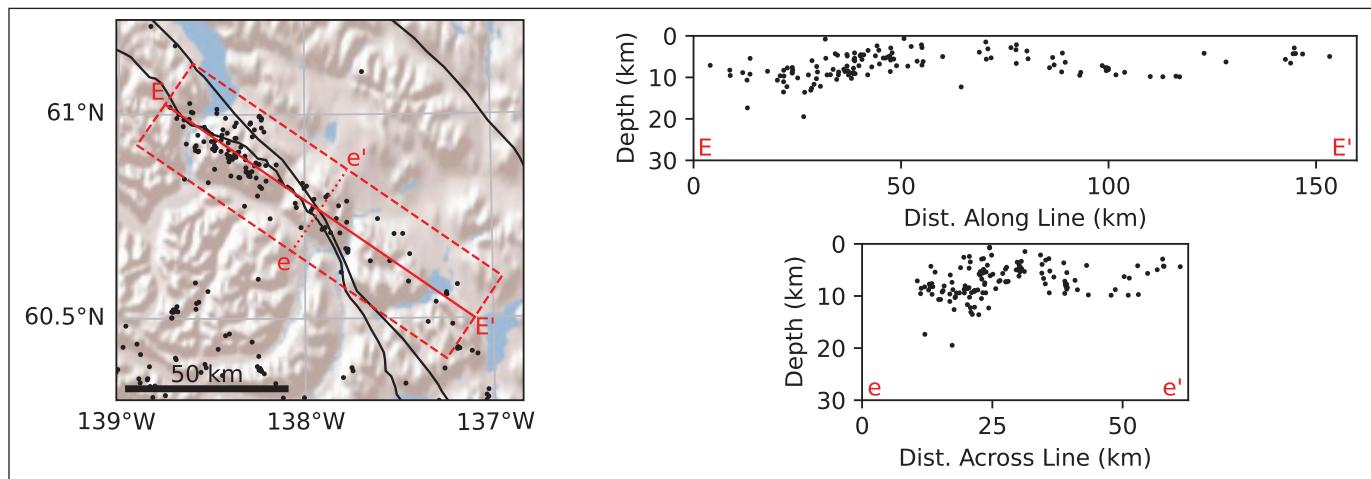 61°N
60.5°N
139°W
138°W
137°W
E
e'
e
E'
50 km
Depth (km)
0
10
20
30
E
E'
0
50
100
150
Dist. Along Line (km)
Depth (km)
0
10
20
30
e
e'
0
25
50
Dist. Across Line (km)